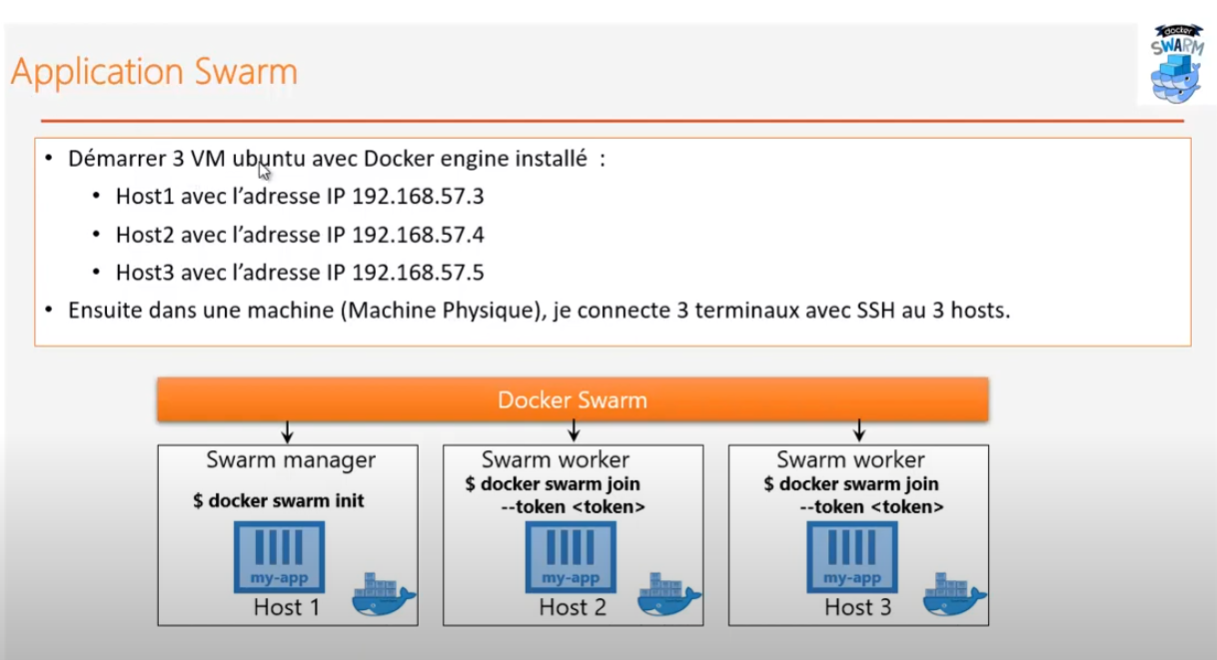 docker
SWARM
Application Swarm
• Démarrer 3 VM ubuntu avec Docker engine installé :
• Host1 avec l'adresse IP 192.168.57.3
• Host2 avec l'adresse IP 192.168.57.4
• Host3 avec l'adresse IP 192.168.57.5
• Ensuite dans une machine (Machine Physique), je connecte 3 terminaux avec SSH au 3 hosts.
Docker Swarm
Swarm manager
$ docker swarm init
my-app
Host 1
Swarm worker
$ docker swarm join
--token <token>
my-app
Host 2
Swarm worker
$ docker swarm join
--token <token>
my-app
Host 3